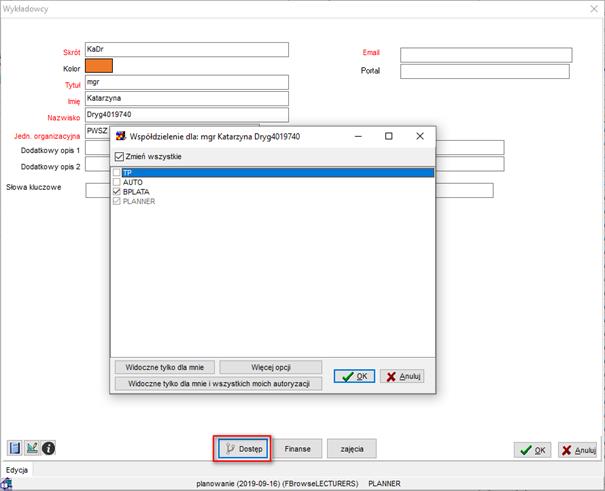 Wykładowcy
Skrót KaDr
Email
Kolor
Portal
Tytuł mgr
Imię Katarzyna
Nazwisko Dryg4019740
Jedn. organizacyjna PWSZ
Dodatkowy opis 1
Dodatkowy opis 2
Słowa kluczowe
Współdzielenie dla: mgr Katarzyna Dryg4019740
Zmień wszystkie
TP
AUTO
BPLATA
PLANNER
Widoczne tylko dla mnie Więcej opcji
Widoczne tylko dla mnie i wszystkich moich autoryzacji
OK Anuluj
Dostęp Finanse zajęcia
OK Anuluj
Edycja
planowanie (2019-09-16) (FBrowseLECTURERS) PLANNER